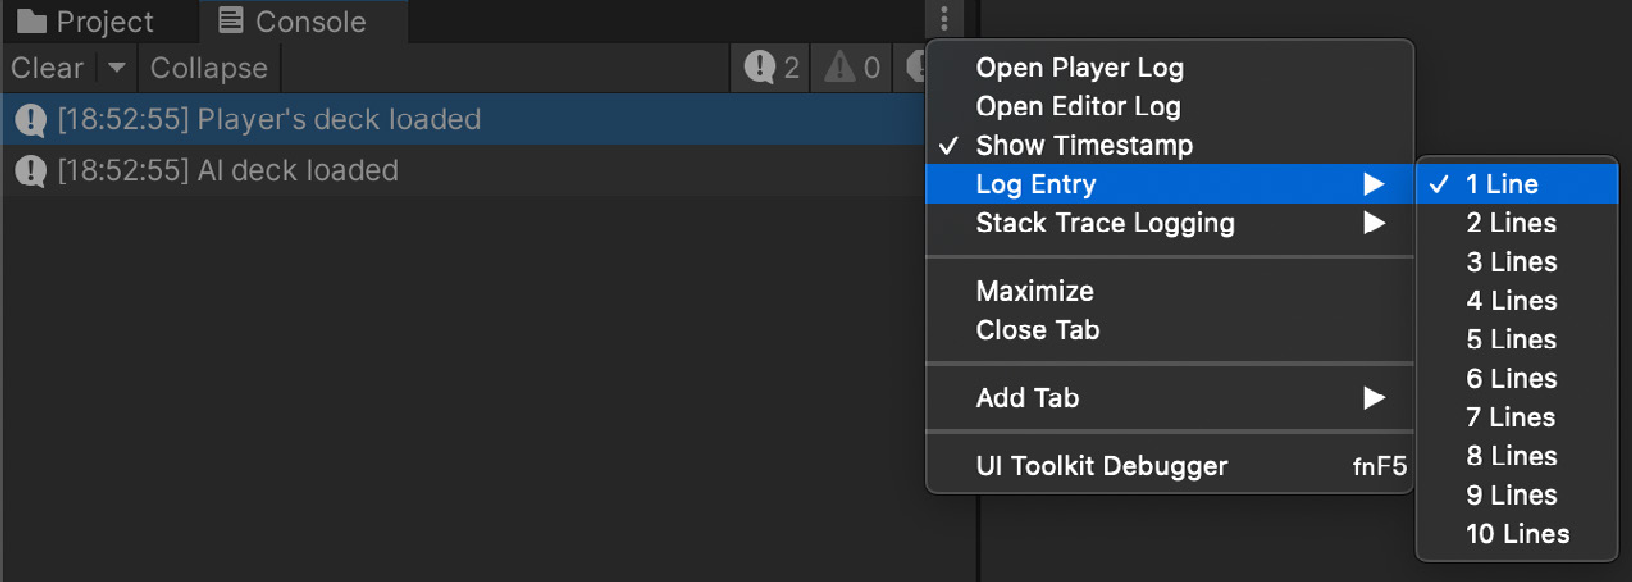 Project
Console
Clear
Collapse
2
0
[18:52:55] Player's deck loaded
[18:52:55] AI deck loaded
Open Player Log
Open Editor Log
Show Timestamp
Log Entry
Stack Trace Logging
Maximize
Close Tab
Add Tab
UI Toolkit Debugger fnF5
1 Line
2 Lines
3 Lines
4 Lines
5 Lines
6 Lines
7 Lines
8 Lines
9 Lines
10 Lines